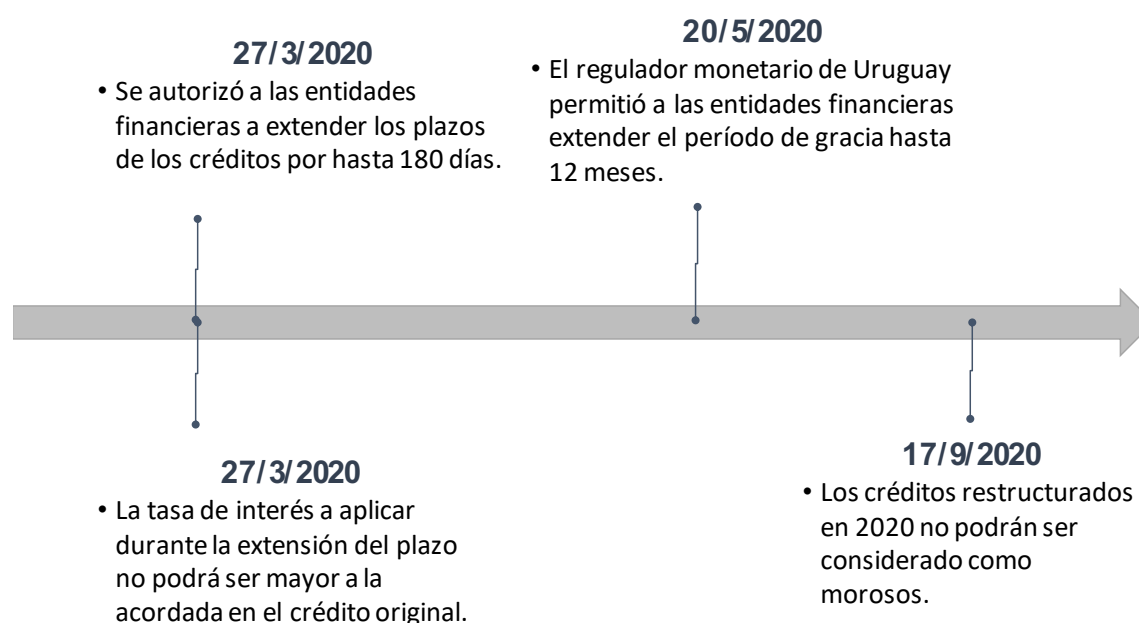 27/3/2020
• Se autorizó a las entidades
financieras a extender los plazos
de los créditos por hasta 180 días.
20/5/2020
• El regulador monetario de Uruguay
permitió a las entidades financieras
extender el período de gracia hasta
12 meses.
27/3/2020
• La tasa de interés a aplicar
durante la extensión del plazo
no podrá ser mayor a la
acordada en el crédito original.
17/9/2020
• Los créditos restructurados
en 2020 no podrán ser
considerado como
morosos.